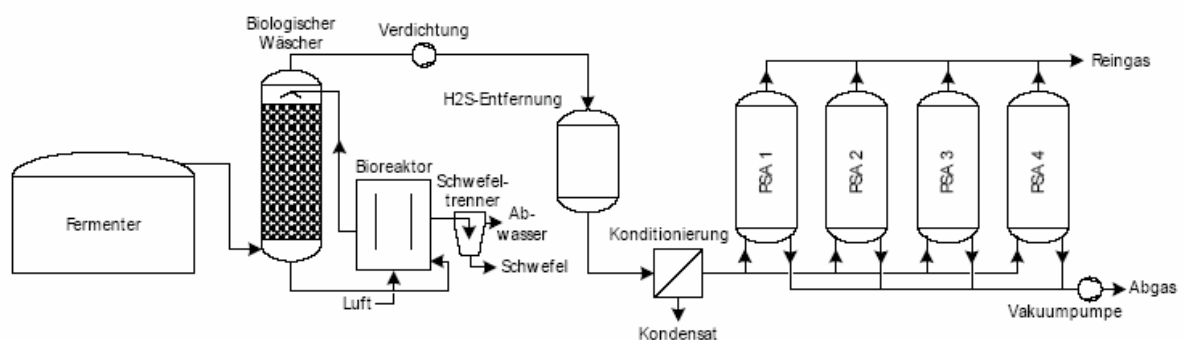 Biologischer
Wäscher
Verdichtung
Reingas
H2S-Entfernung
PSA 1
PSA 2
PSA 3
PSA 4
Bioreaktor
Schwefel-
trenner
Fermenter
Ab-
wasser
Konditionierung
Schwefel
Luft
Abgas
Vakuumpumpe
Kondensat